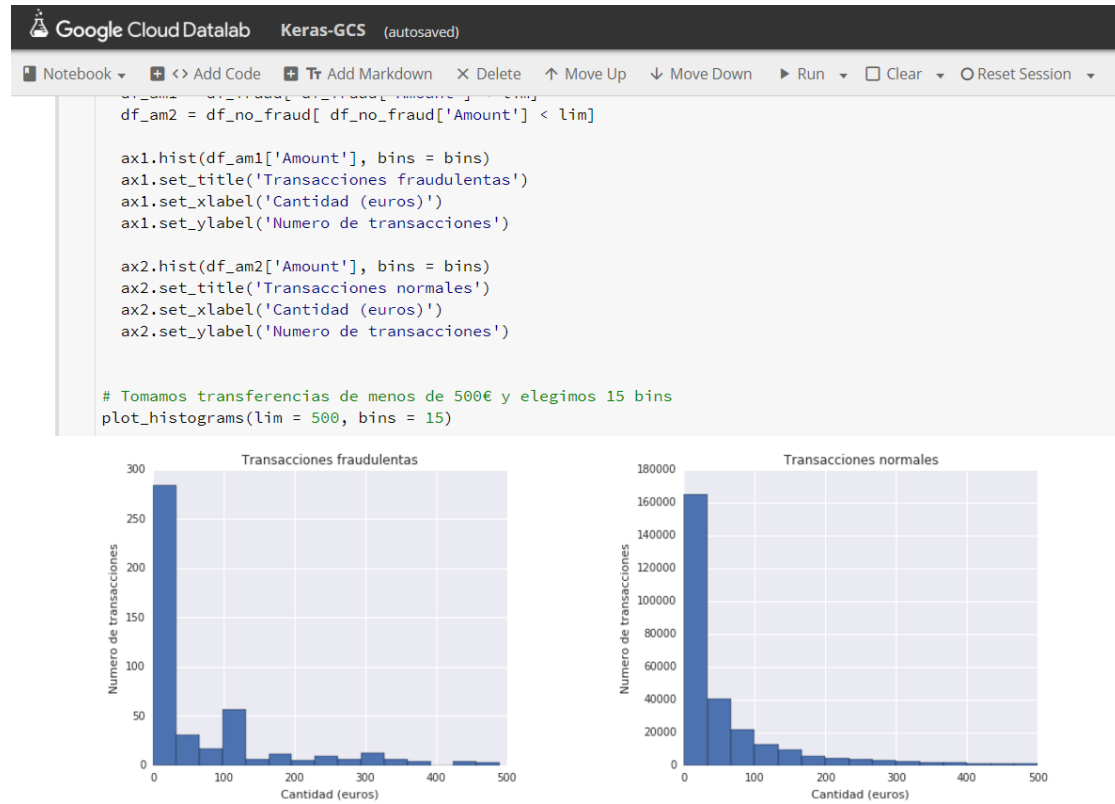 Google Cloud Datalab Keras-GCS (autosaved)
Notebook <> Add Code Tr Add Markdown Delete Move Up Move Down Run Clear Reset Session
df_am2 = df_no_fraud[ df_no_fraud['Amount'] < lim]
ax1.hist(df_am1['Amount'], bins = bins)
ax1.set_title('Transacciones fraudulentas')
ax1.set_xlabel('Cantidad (euros)')
ax1.set_ylabel('Numero de transacciones')
ax2.hist(df_am2['Amount'], bins = bins)
ax2.set_title('Transacciones normales')
ax2.set_xlabel('Cantidad (euros)')
ax2.set_ylabel('Numero de transacciones')
# Tomamos transferencias de menos de 500€ y elegimos 15 bins
plot_histograms(lim = 500, bins = 15)
Transacciones fraudulentas
300
250
200
150
100
50
0
Numero de transacciones
0 100 200 300 400 500
Cantidad (euros)
Transacciones normales
180000
160000
140000
120000
100000
80000
60000
40000
20000
0
Numero de transacciones
0 100 200 300 400 500
Cantidad (euros)